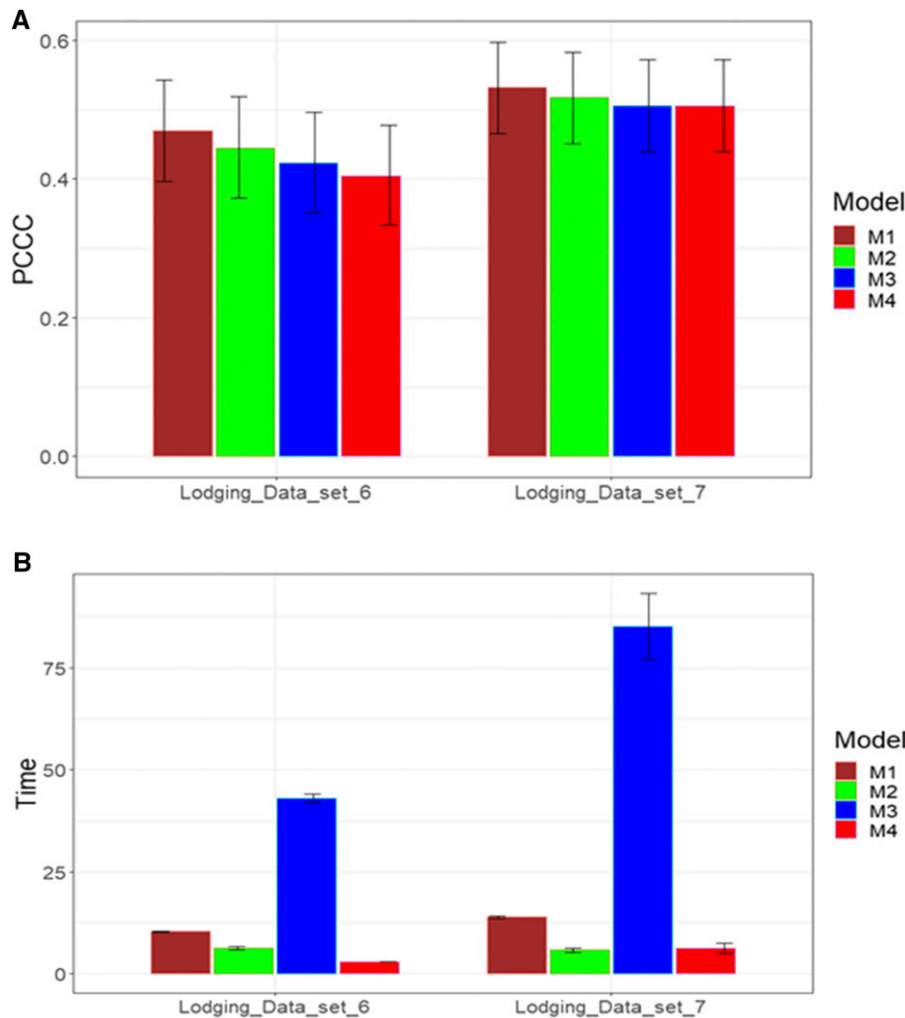 A
0.6
0.4
0.2
0.0
PCCC
Lodging_Data_set_6 Lodging_Data_set_7
Model
M1
M2
M3
M4
B
75
50
25
0
Time
Lodging_Data_set_6 Lodging_Data_set_7
Model
M1
M2
M3
M4